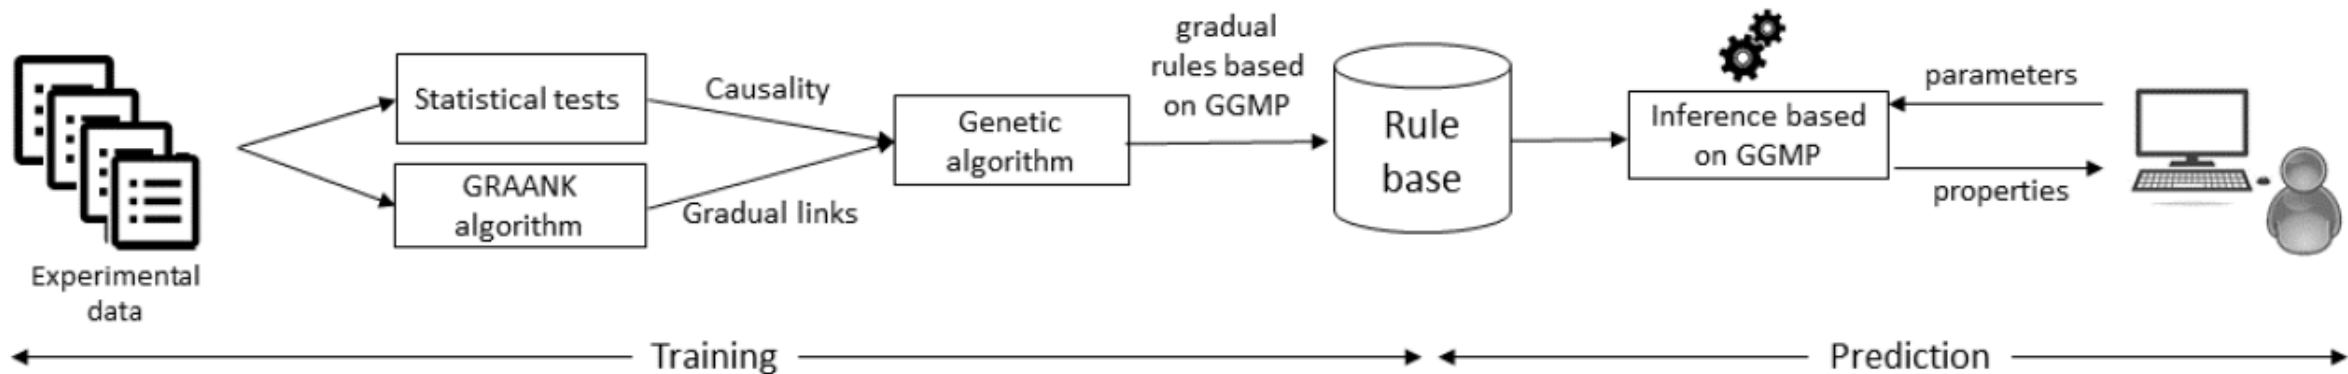 Experimental
data
Statistical tests
GRAANK
algorithm
Causality
Gradual links
Genetic
algorithm
gradual
rules based
on GGMP
Rule
base
Inference based
on GGMP
parameters
properties
Training
Prediction